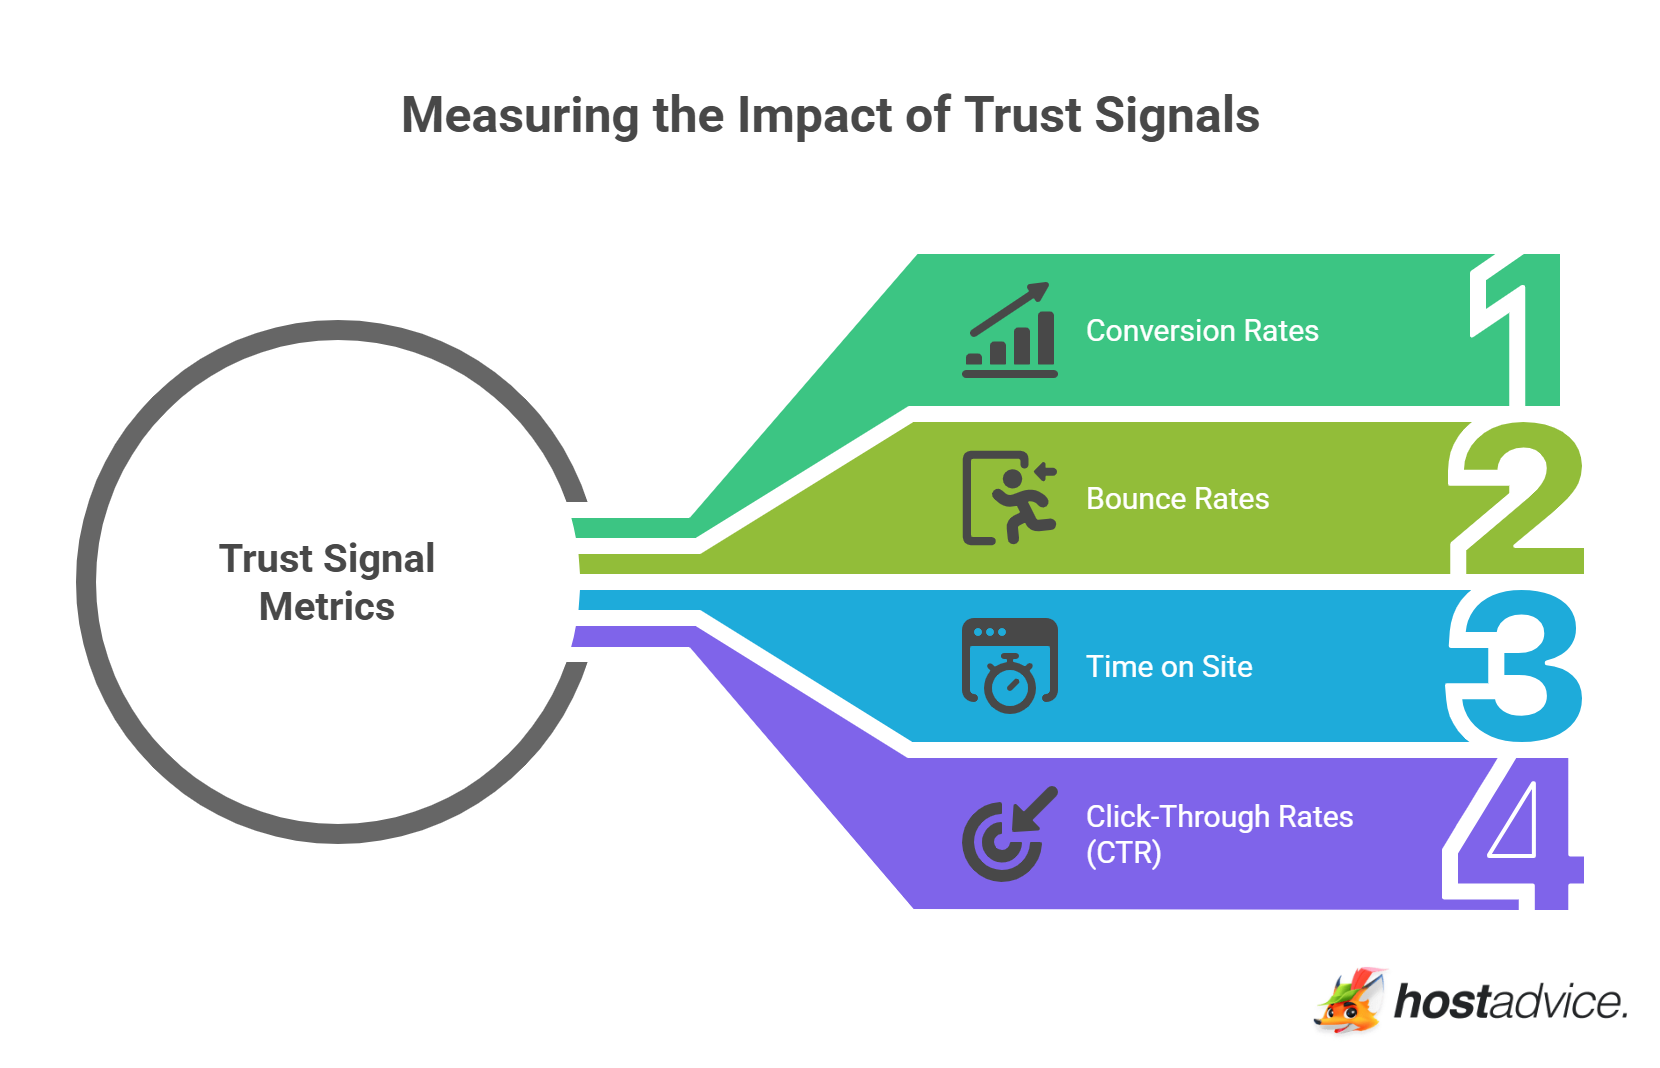 Measuring the Impact of Trust Signals
Trust Signal
Metrics
Conversion Rates
1
Bounce Rates
2
Time on Site
3
Click-Through Rates
(CTR)
4
hostadvice.